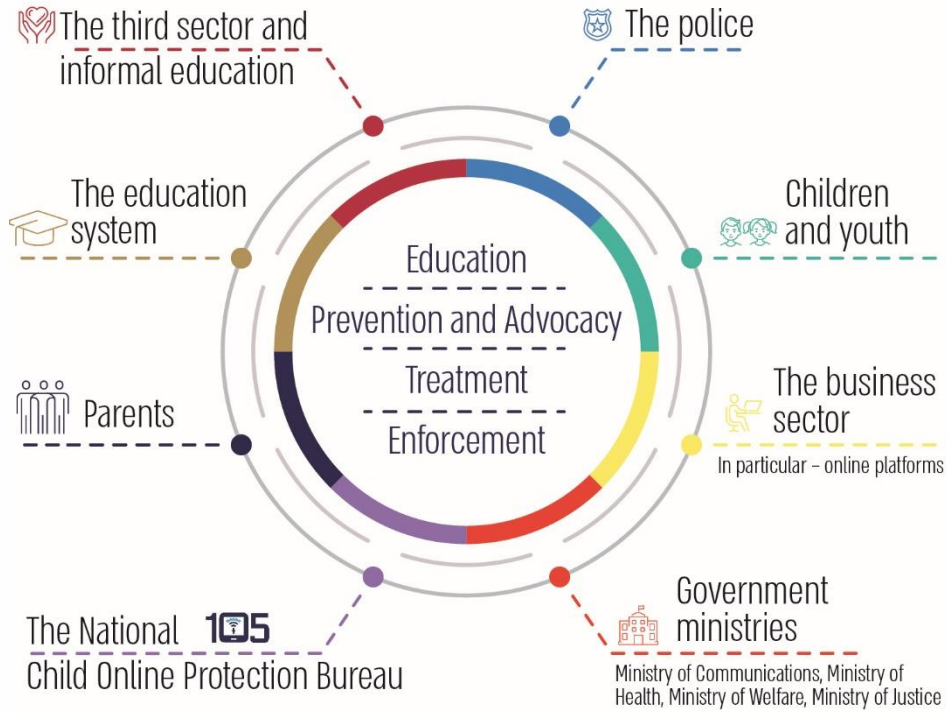 The third sector and
informal education
The police
The education
system
Children
and youth
Education
Prevention and Advocacy
Treatment
Enforcement
Parents
The business
sector
In particular – online platforms
The National 105
Child Online Protection Bureau
Government
ministries
Ministry of Communications, Ministry of
Health, Ministry of Welfare, Ministry of Justice